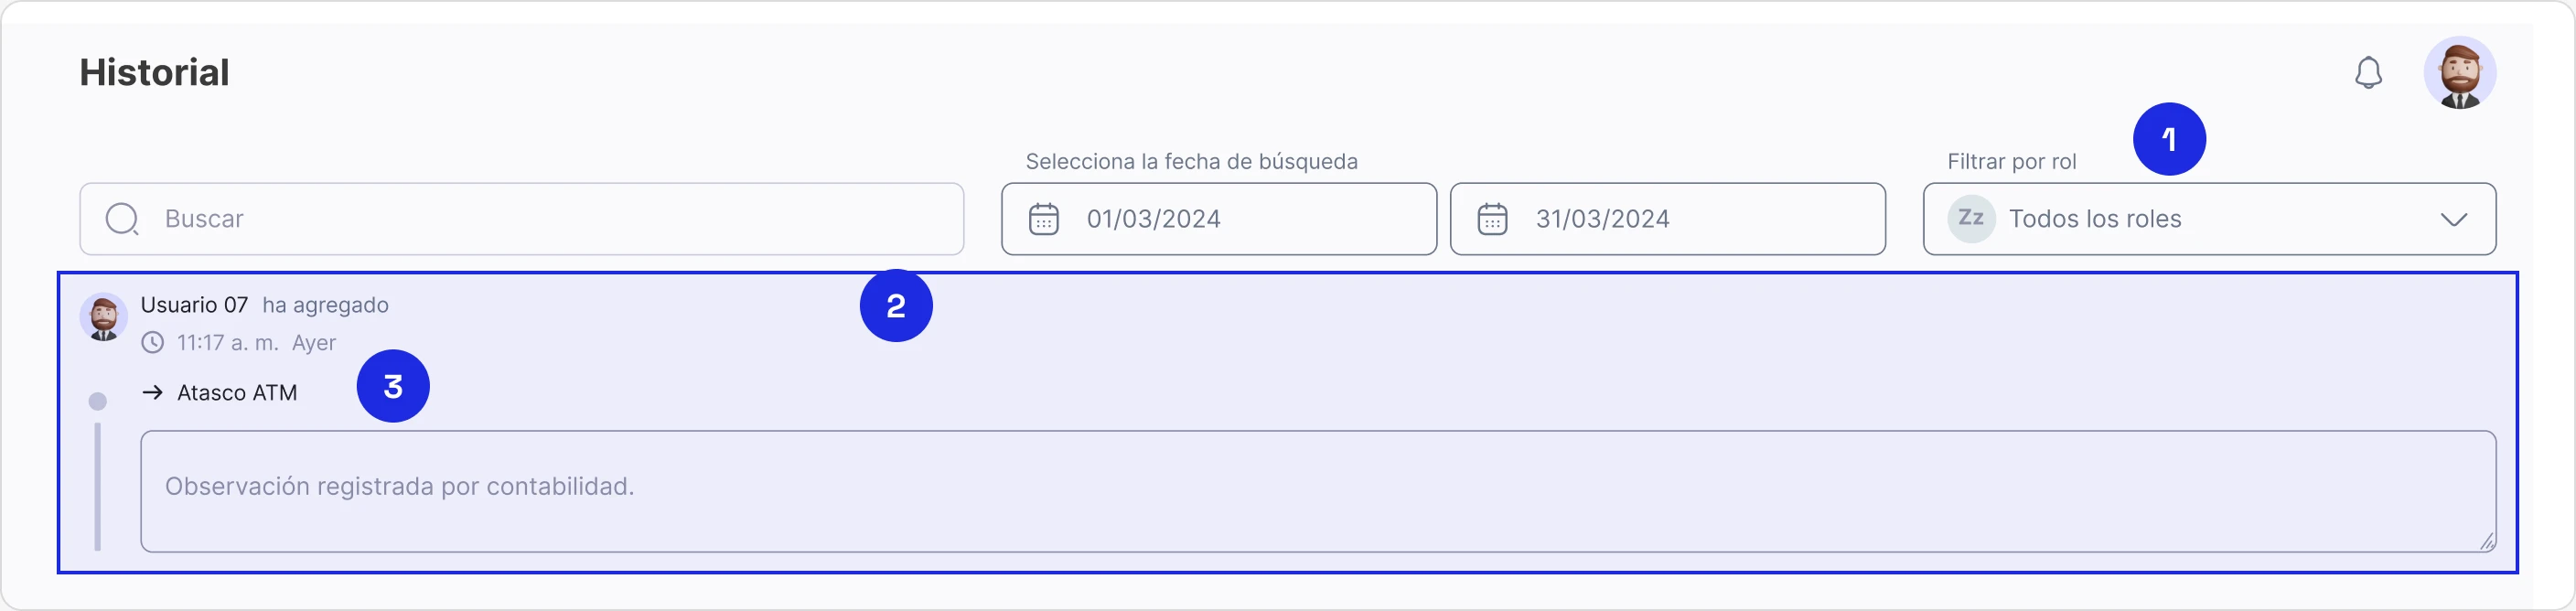 Historial
1
Selecciona la fecha de búsqueda
Filtrar por rol
Buscar
01/03/2024
31/03/2024
Zz Todos los roles
2
Usuario 07 ha agregado
11:17 a. m. Ayer
3
→ Atasco ATM
Observación registrada por contabilidad.